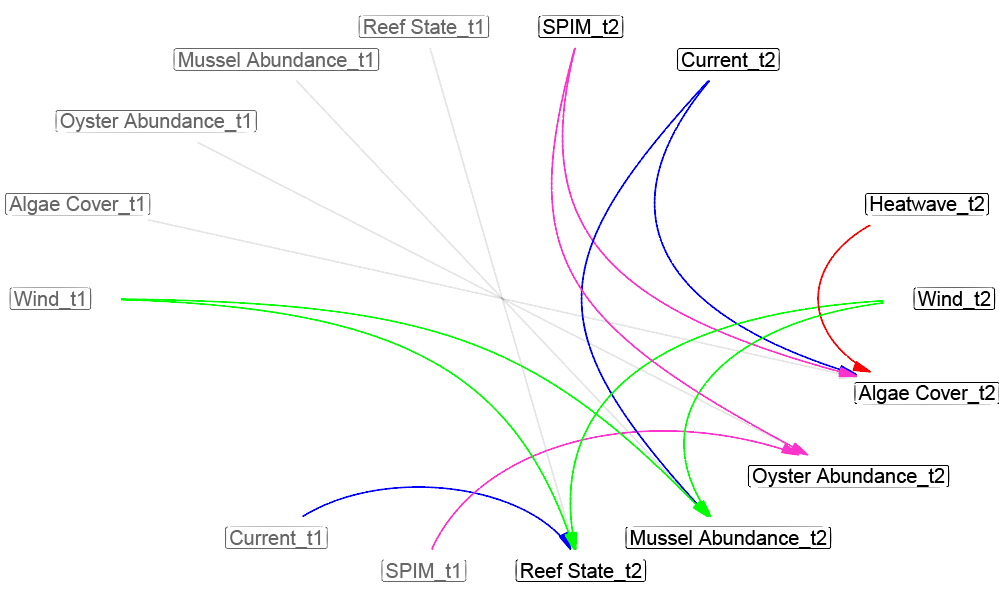 Reef State_t1
SPIM_t2
Mussel Abundance_t1
Current_t2
Oyster Abundance_t1
Algae Cover_t1
Heatwave_t2
Wind_t1
Wind_t2
Algae Cover_t2
Oyster Abundance_t2
Current_t1
Mussel Abundance_t2
SPIM_t1
Reef State_t2